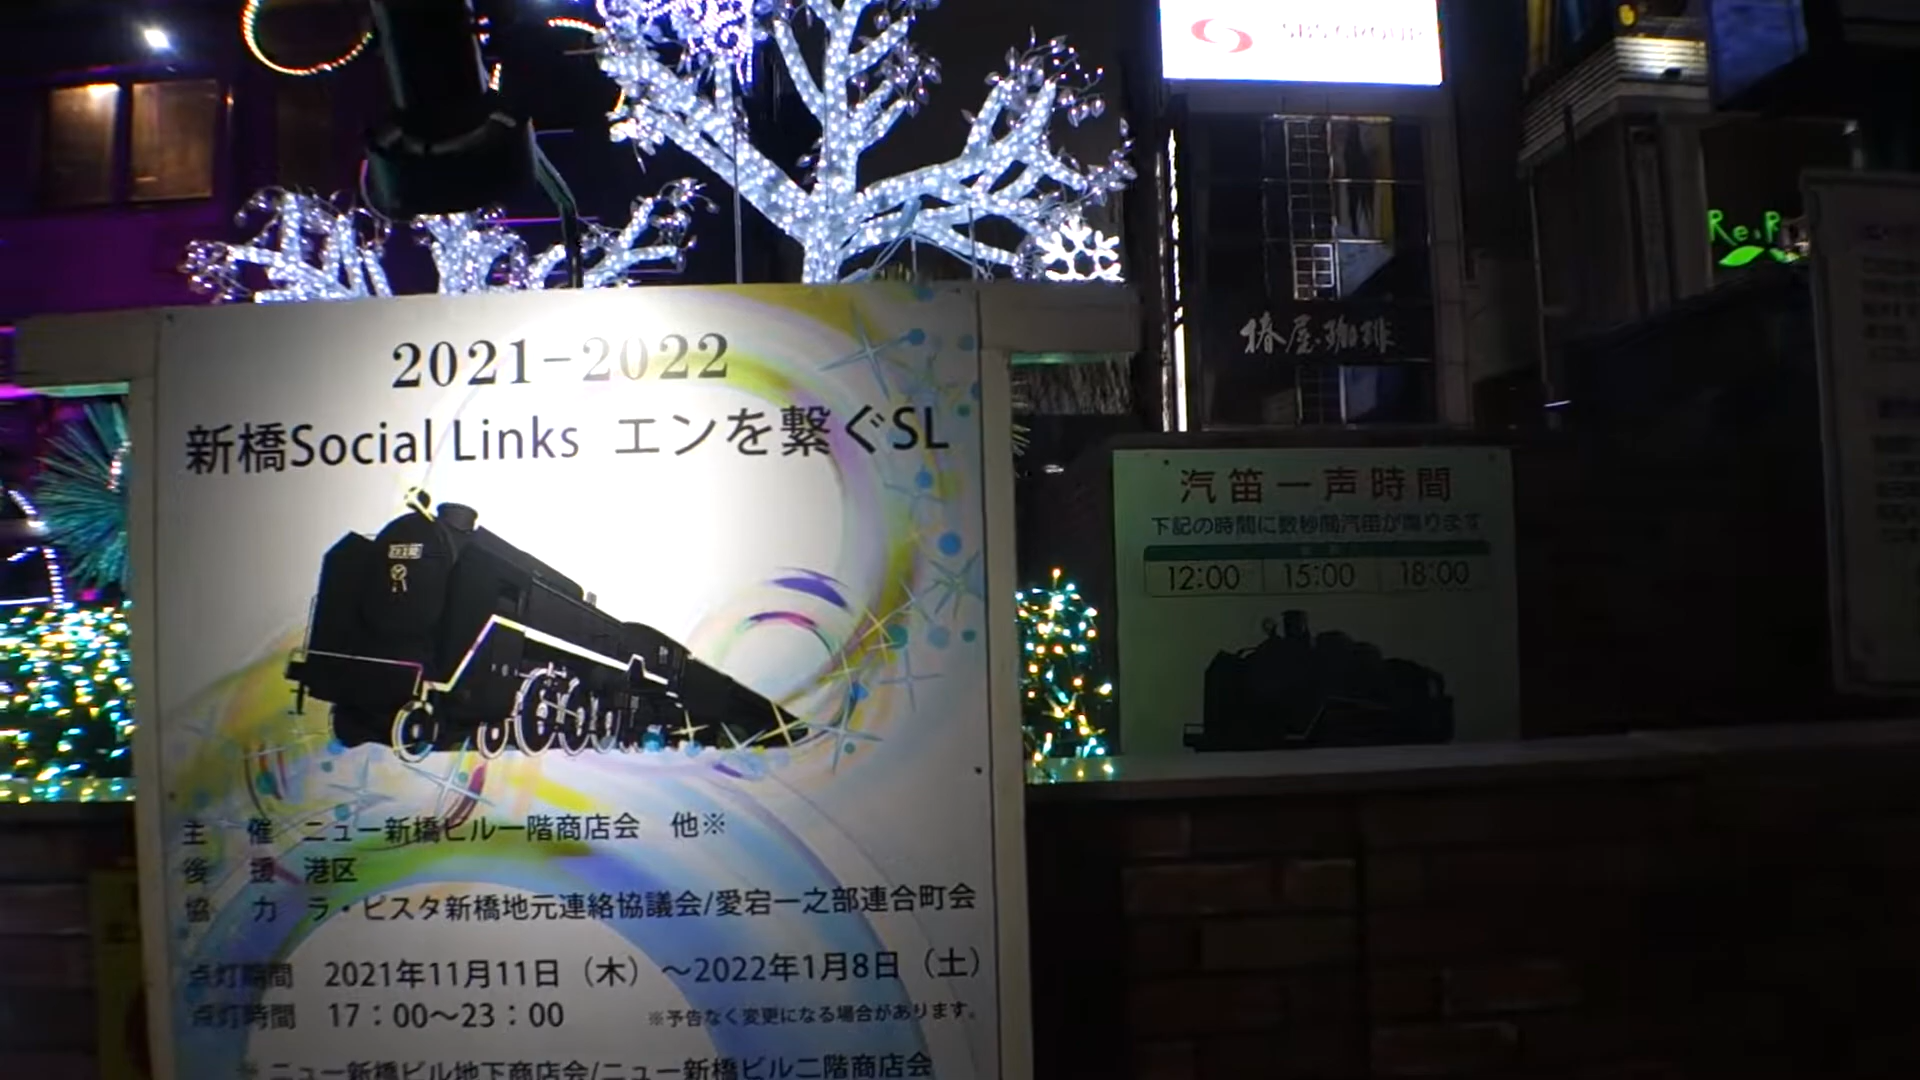 2021-2022
新橋Social Links エンを繋ぐSL
主 催 ニュー新橋ビル一階商店会 他※
後 援 港区
協 力 ラ・ピスタ新橋地元連絡協議会/愛宕一之部連合町会
点灯期間 2021年11月11日（木）～2022年1月8日（土）
点灯時間 17：00～23：00 ※予告なく変更になる場合があります。
※ ニュー新橋ビル地下商店会/ニュー新橋ビル二階商店会
SBS GROUP
椿屋珈琲
Re.R
汽笛一声時間
下記の時間に数秒間汽笛が鳴ります
12:00 15:00 18:00